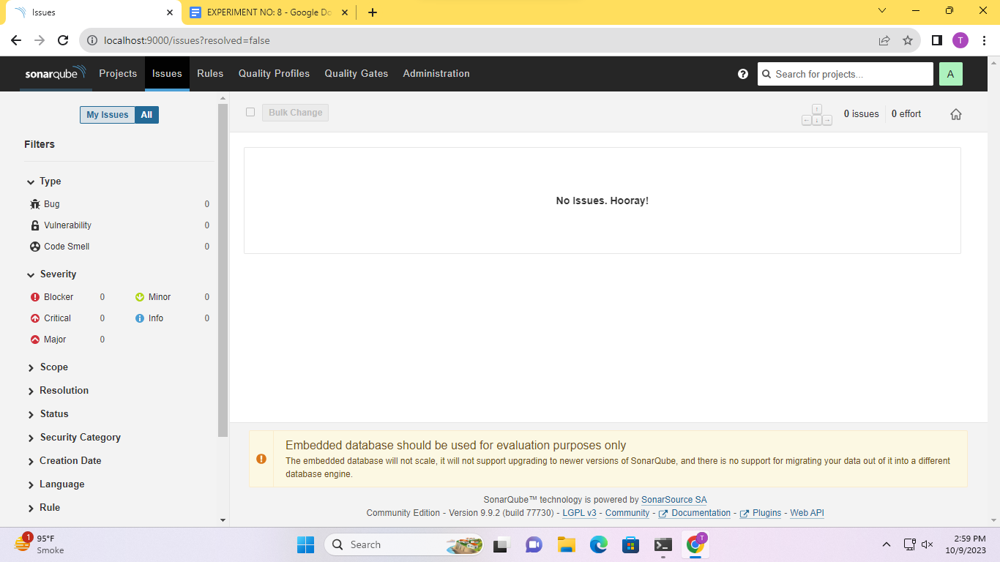 Issues
EXPERIMENT NO: 8 - Google Do
localhost:9000/issues?resolved=false
T
sonarqube Projects Issues Rules Quality Profiles Quality Gates Administration
Search for projects...
A
My Issues All
Bulk Change
0 issues 0 effort
Filters
Type
Bug 0
Vulnerability 0
Code Smell 0
Severity
Blocker 0 Minor 0
Critical 0 Info 0
Major 0
Scope
Resolution
Status
Security Category
Creation Date
Language
Rule
No Issues. Hooray!
Embedded database should be used for evaluation purposes only
The embedded database will not scale, it will not support upgrading to newer versions of SonarQube, and there is no support for migrating your data out of it into a different
database engine.
SonarQube™ technology is powered by SonarSource SA
Community Edition - Version 9.9.2 (build 77730) - LGPL v3 - Community - Documentation - Plugins - Web API
1
95°F
Smoke
Search
T
2:59 PM
10/9/2023